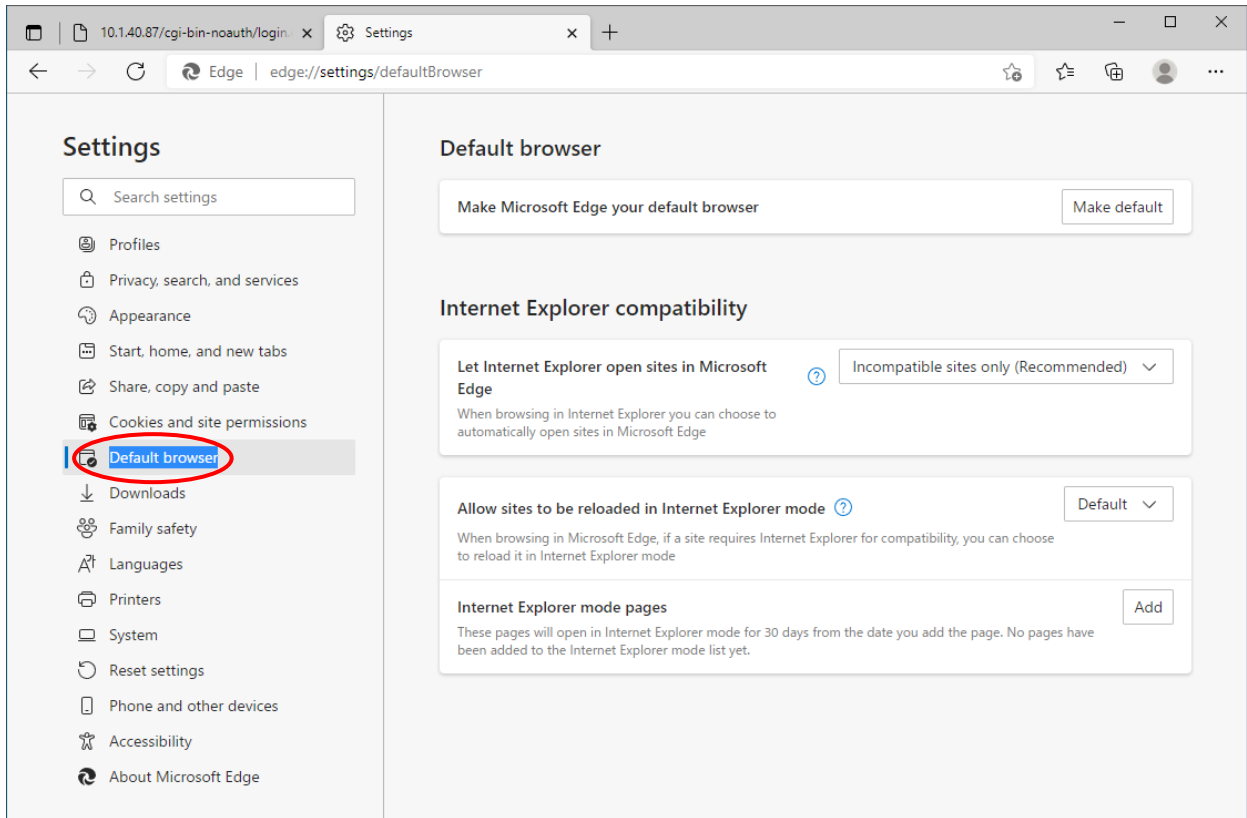 10.1.40.87/cgi-bin-noauth/login.
Settings
Edge | edge://settings/defaultBrowser
Settings
Search settings
Profiles
Privacy, search, and services
Appearance
Start, home, and new tabs
Share, copy and paste
Cookies and site permissions
Default browser
Downloads
Family safety
Languages
Printers
System
Reset settings
Phone and other devices
Accessibility
About Microsoft Edge
Default browser
Make Microsoft Edge your default browser
Make default
Internet Explorer compatibility
Let Internet Explorer open sites in Microsoft
Edge
Incompatible sites only (Recommended)
When browsing in Internet Explorer you can choose to
automatically open sites in Microsoft Edge
Allow sites to be reloaded in Internet Explorer mode
Default
When browsing in Microsoft Edge, if a site requires Internet Explorer for compatibility, you can choose
to reload it in Internet Explorer mode
Internet Explorer mode pages
Add
These pages will open in Internet Explorer mode for 30 days from the date you add the page. No pages have
been added to the Internet Explorer mode list yet.